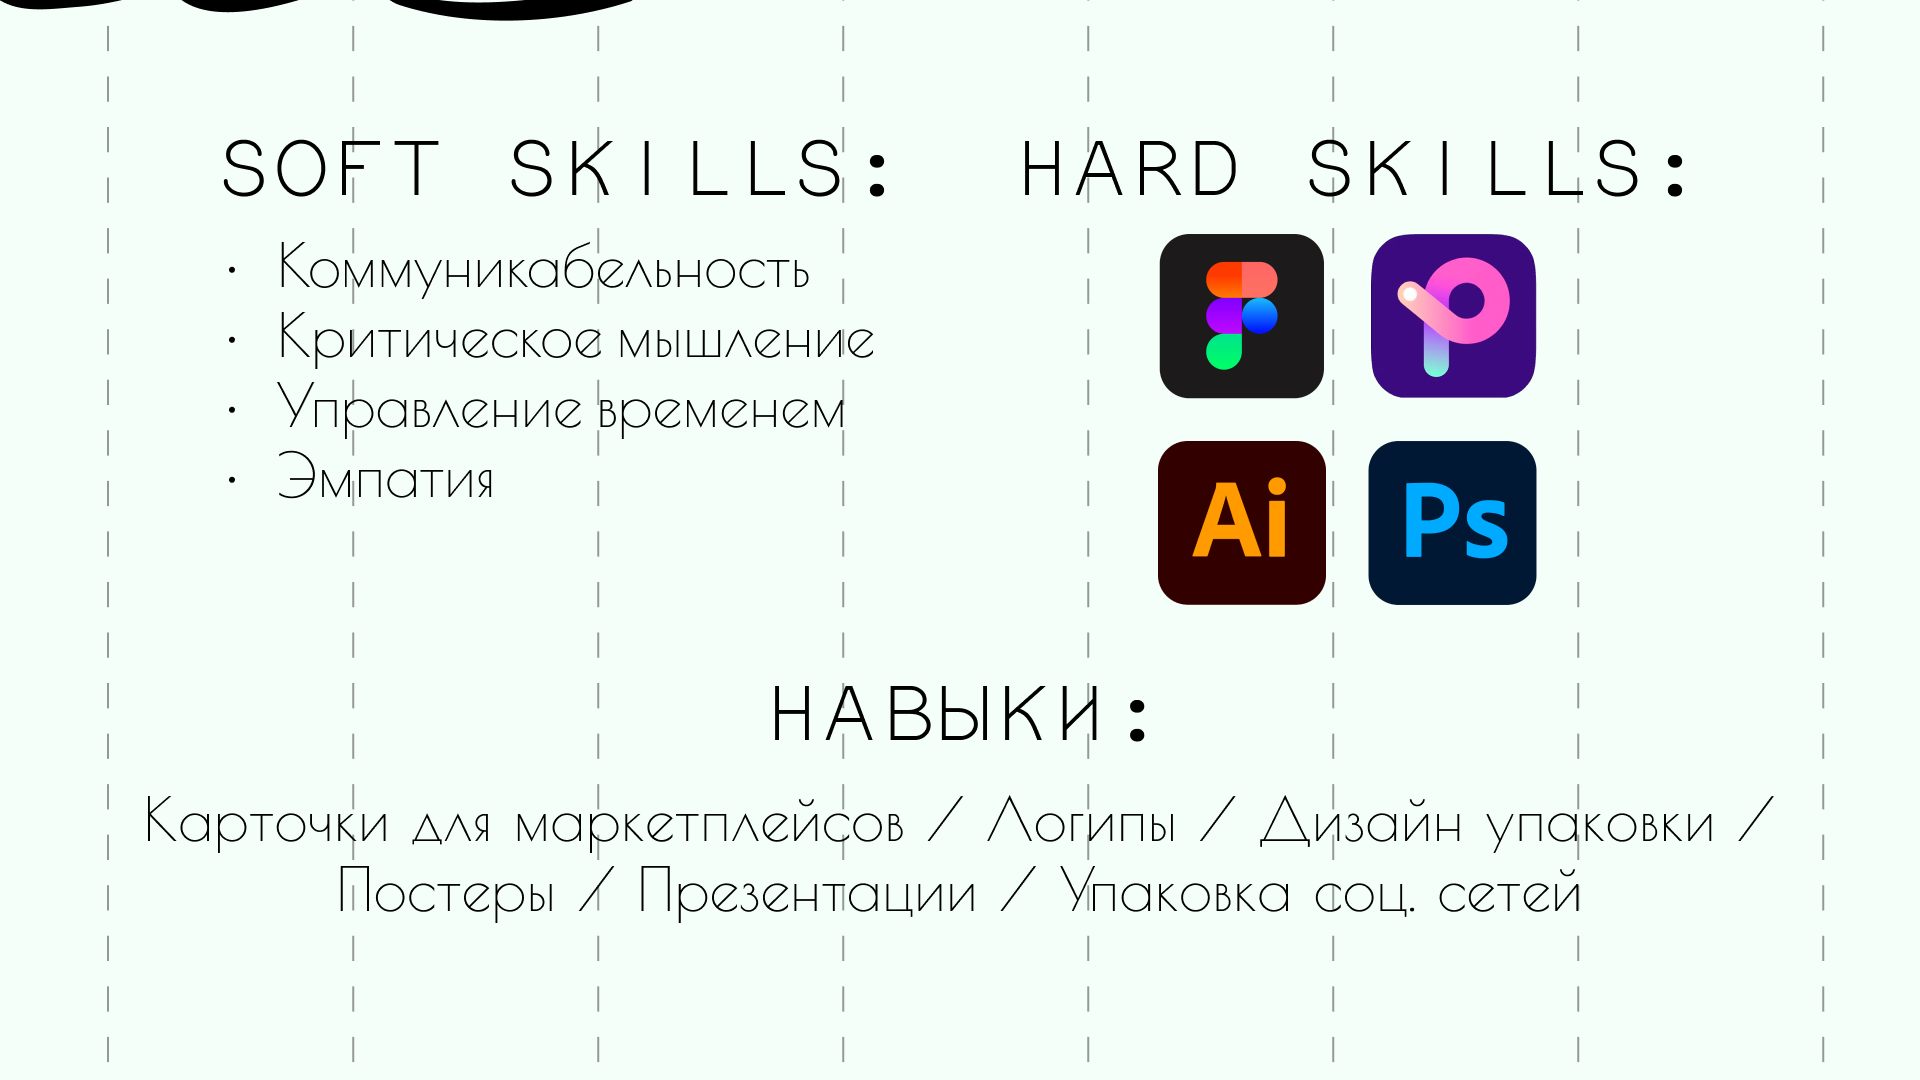 SOFT SKILLS:
Коммуникабельность
Критическое мышление
Управление временем
Эмпатия
HARD SKILLS:
Ai
Ps
НАВЫКИ:
Карточки для маркетплейсов / Логипы / Дизайн упаковки /
Постеры / Презентации / Упаковка соц. сетей